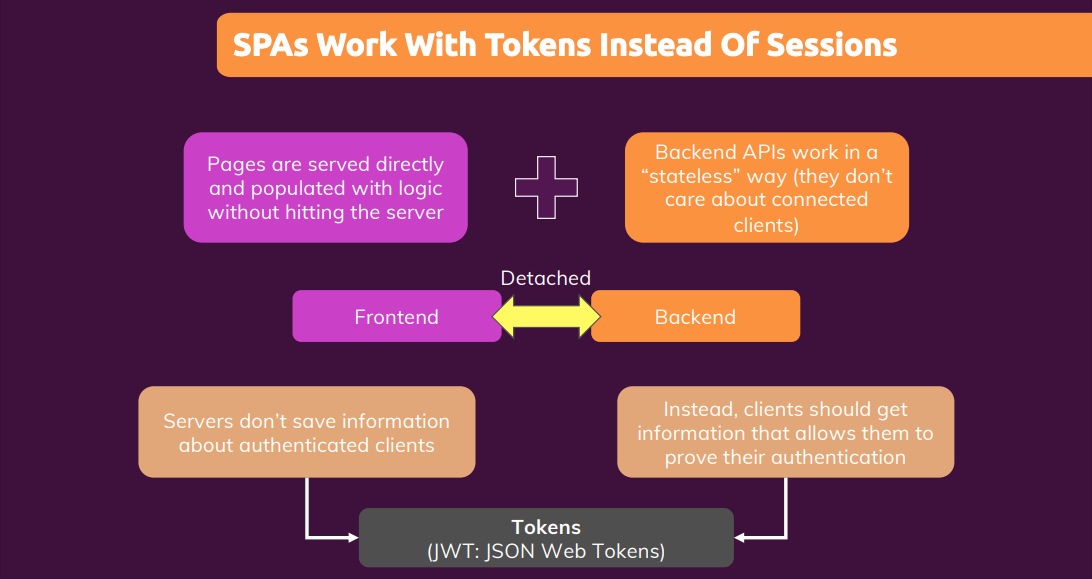 SPAs Work With Tokens Instead Of Sessions
Pages are served directly
and populated with logic
without hitting the server
Backend APIs work in a
“stateless” way (they don’t
care about connected
clients)
Detached
Frontend
Backend
Servers don’t save information
about authenticated clients
Instead, clients should get
information that allows them to
prove their authentication
Tokens
(JWT: JSON Web Tokens)